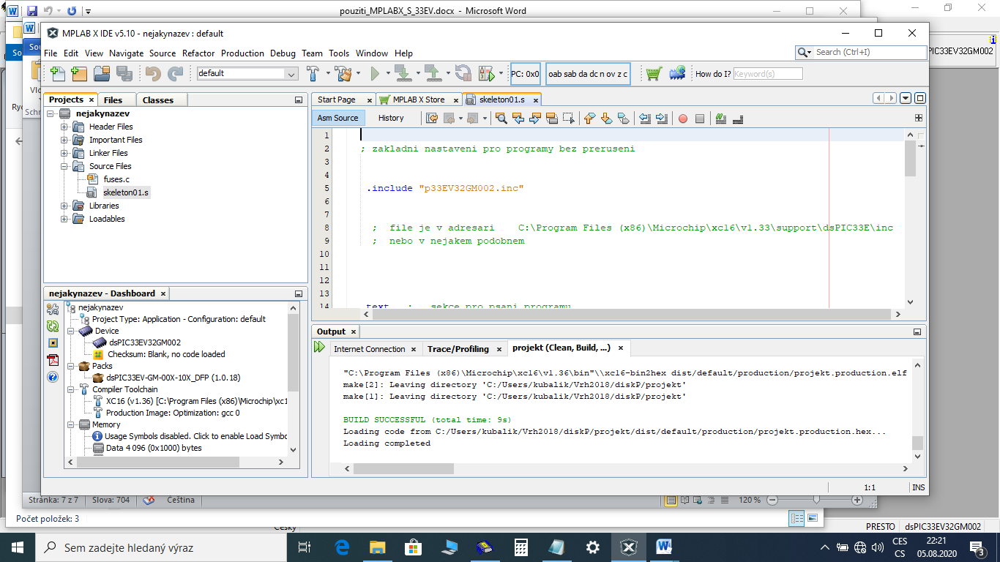 pouziti_MPLABX_S_33EV.docx - Microsoft Word
MPLAB X IDE v5.10 - nejakynazev : default
File Edit View Navigate Source Refactor Production Debug Team Tools Window Help
Search (Ctrl+I)
PIC33EV32GM002
default
PC: 0x0
oab sab da dc n ov z c
How do I?
Keyword(s)
Projects
Files
Classes
nejakynazev
Header Files
Important Files
Linker Files
Source Files
fuses.c
skeleton01.s
Libraries
Loadables
Start Page
MPLAB X Store
skeleton01.s
Asm Source
History
1
2 ; zakladni nastaveni pro programy bez preruseni
3
4
5 .include "p33EV32GM002.inc"
6
7
8 ; file je v adresari C:\Program Files (x86)\Microchip\xc16\v1.33\support\dsPIC33E\inc
9 ; nebo v nejakem podobnem
10
11
12
13
14 .text ; sekce pro psani programu
nejakynazev - Dashboard
nejakynazev
Project Type: Application - Configuration: default
Device
dsPIC33EV32GM002
Checksum: Blank, no code loaded
Packs
dsPIC33EV-GM-00X-10X_DFP (1.0.18)
Compiler Toolchain
XC16 (v1.36) [C:\Program Files (x86)\Microchip\xc1
Production Image: Optimization: gcc 0
Memory
Usage Symbols disabled. Click to enable Load Symbo
Data 4 096 (0x1000) bytes
Output
Internet Connection
Trace/Profiling
projekt (Clean, Build, ...)
"C:\Program Files (x86)\Microchip\xc16\v1.36\bin"\\xc16-bin2hex dist/default/production/projekt.production.elf
make[2]: Leaving directory 'C:/Users/kubalik/Vrh2018/diskP/projekt'
make[1]: Leaving directory 'C:/Users/kubalik/Vrh2018/diskP/projekt'
BUILD SUCCESSFUL (total time: 9s)
Loading code from C:/Users/kubalik/Vrh2018/diskP/projekt/dist/default/production/projekt.production.hex...
Loading completed
1:1
INS
Stránka: 7 z 7
Slova: 704
Čeština
120 %
Počet položek: 3
Česky
PRESTO
dsPIC33EV32GM002
Sem zadejte hledaný výraz
CES
CS
22:21
05.08.2020
3